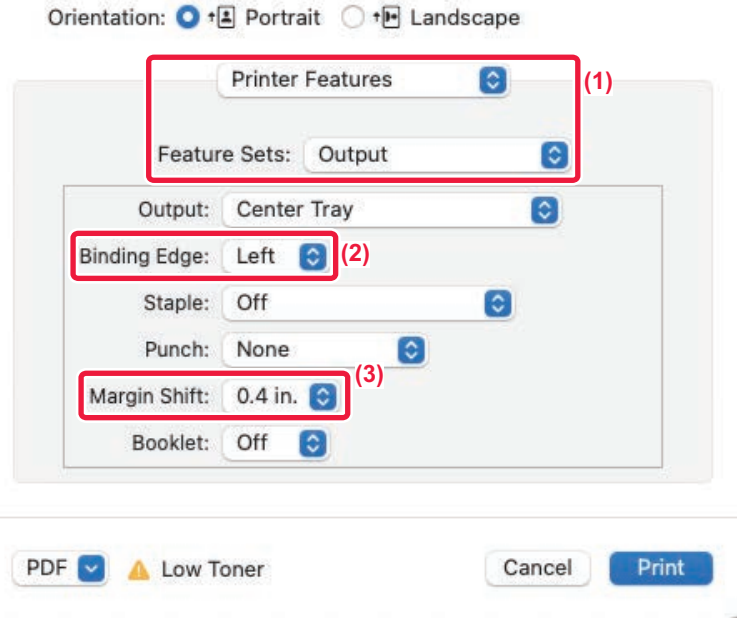 Orientation: Portrait Landscape
Printer Features (1)
Feature Sets: Output
Output: Center Tray
Binding Edge: Left (2)
Staple: Off
Punch: None
(3)
Margin Shift: 0.4 in.
Booklet: Off
PDF Low Toner Cancel Print